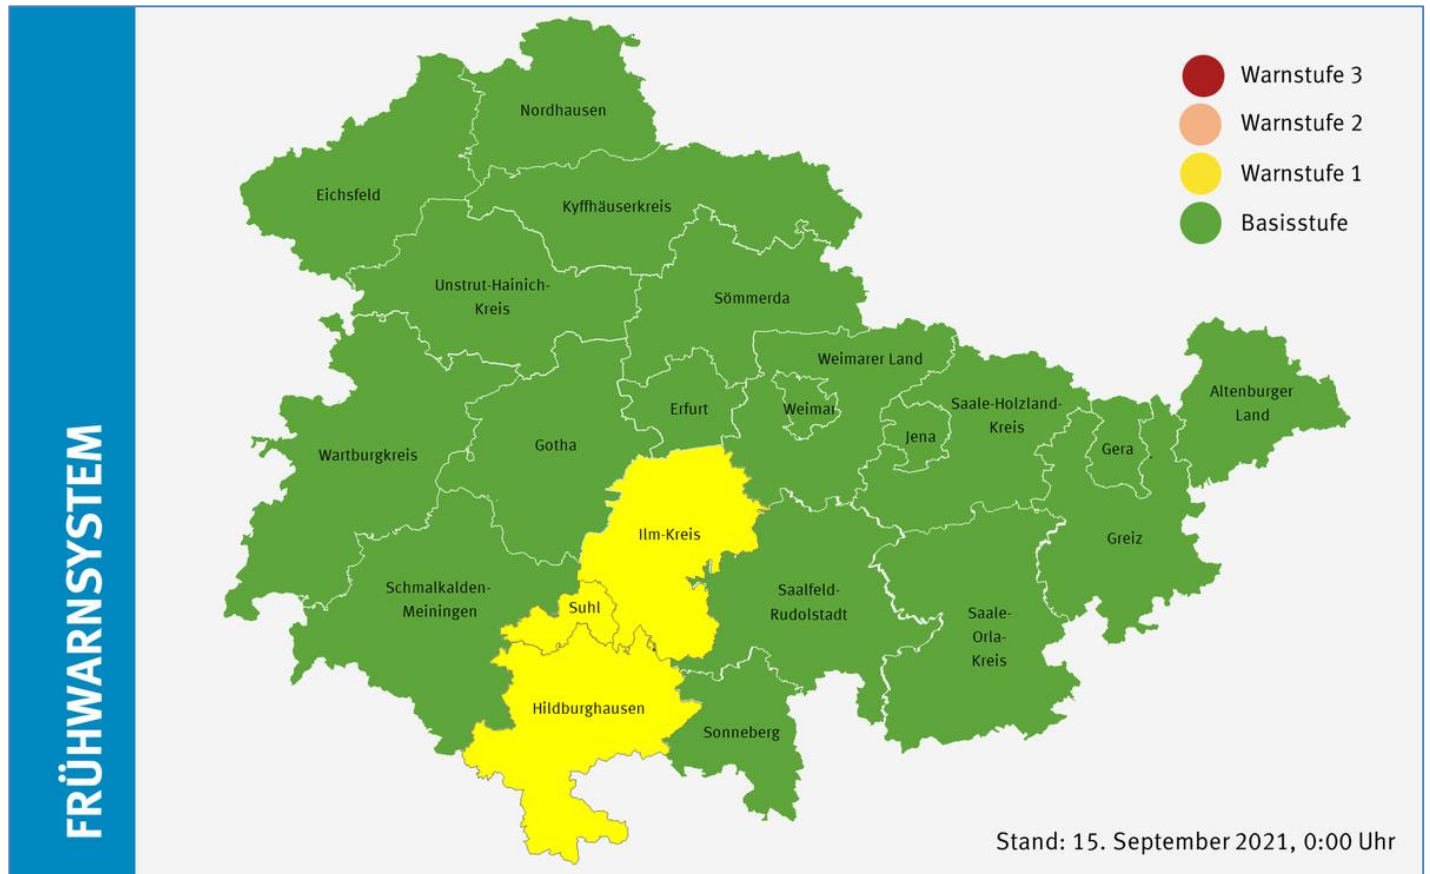 FRÜHWARNSYSTEM
Warnstufe 3
Warnstufe 2
Warnstufe 1
Basisstufe
Nordhausen
Eichsfeld
Kyffhäuserkreis
Unstrut-Hainich-
Kreis
Sömmerda
Weimarer Land
Altenburger
Land
Erfurt
Weimar
Saale-Holzland-
Kreis
Jena
Gera
Wartburgkreis
Gotha
Ilm-Kreis
Greiz
Schmalkalden-
Meiningen
Suhl
Saalfeld-
Rudolstadt
Saale-
Orla-
Kreis
Hildburghausen
Sonneberg
Stand: 15. September 2021, 0:00 Uhr